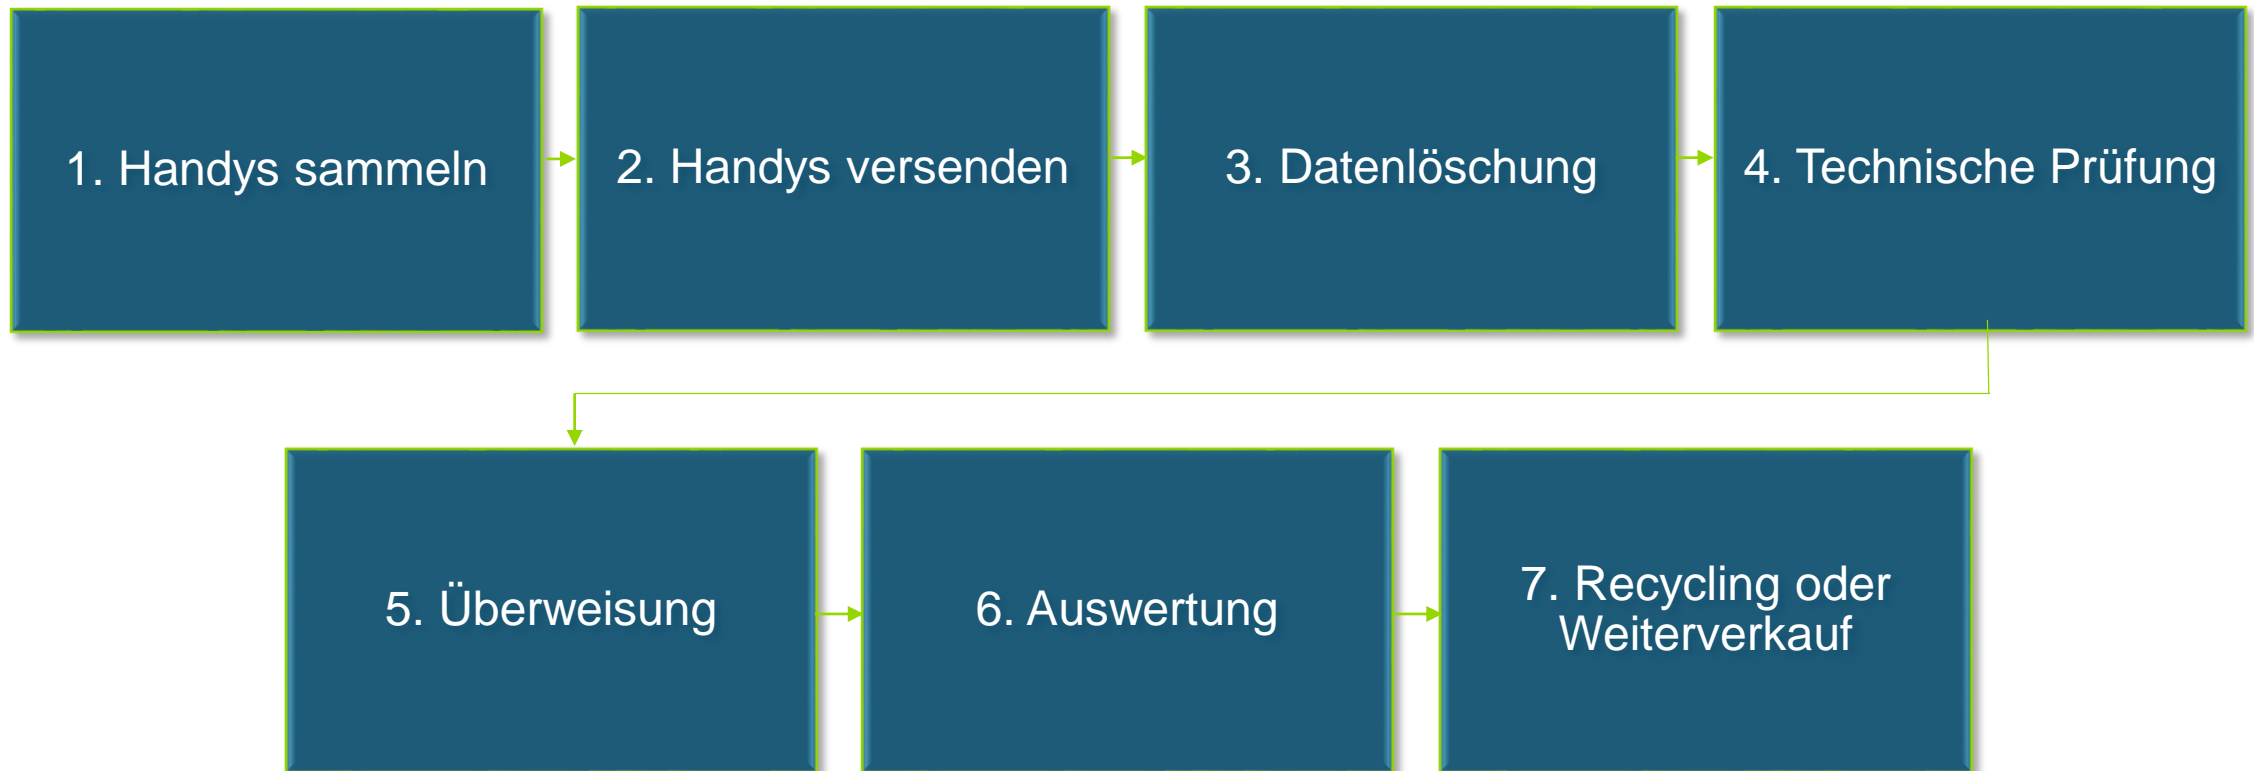 1. Handys sammeln
2. Handys versenden
3. Datenlöschung
4. Technische Prüfung
5. Überweisung
6. Auswertung
7. Recycling oder
Weiterverkauf